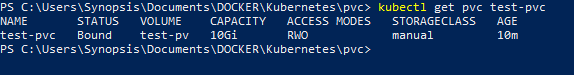 PS C:\Users\Synopsis\Documents\DOCKER\Kubernetes\pvc> kubectl get pvc test-pvc
NAME STATUS VOLUME CAPACITY ACCESS MODES STORAGECLASS AGE
test-pvc Bound test-pv 10Gi RWO manual 10m
PS C:\Users\Synopsis\Documents\DOCKER\Kubernetes\pvc>